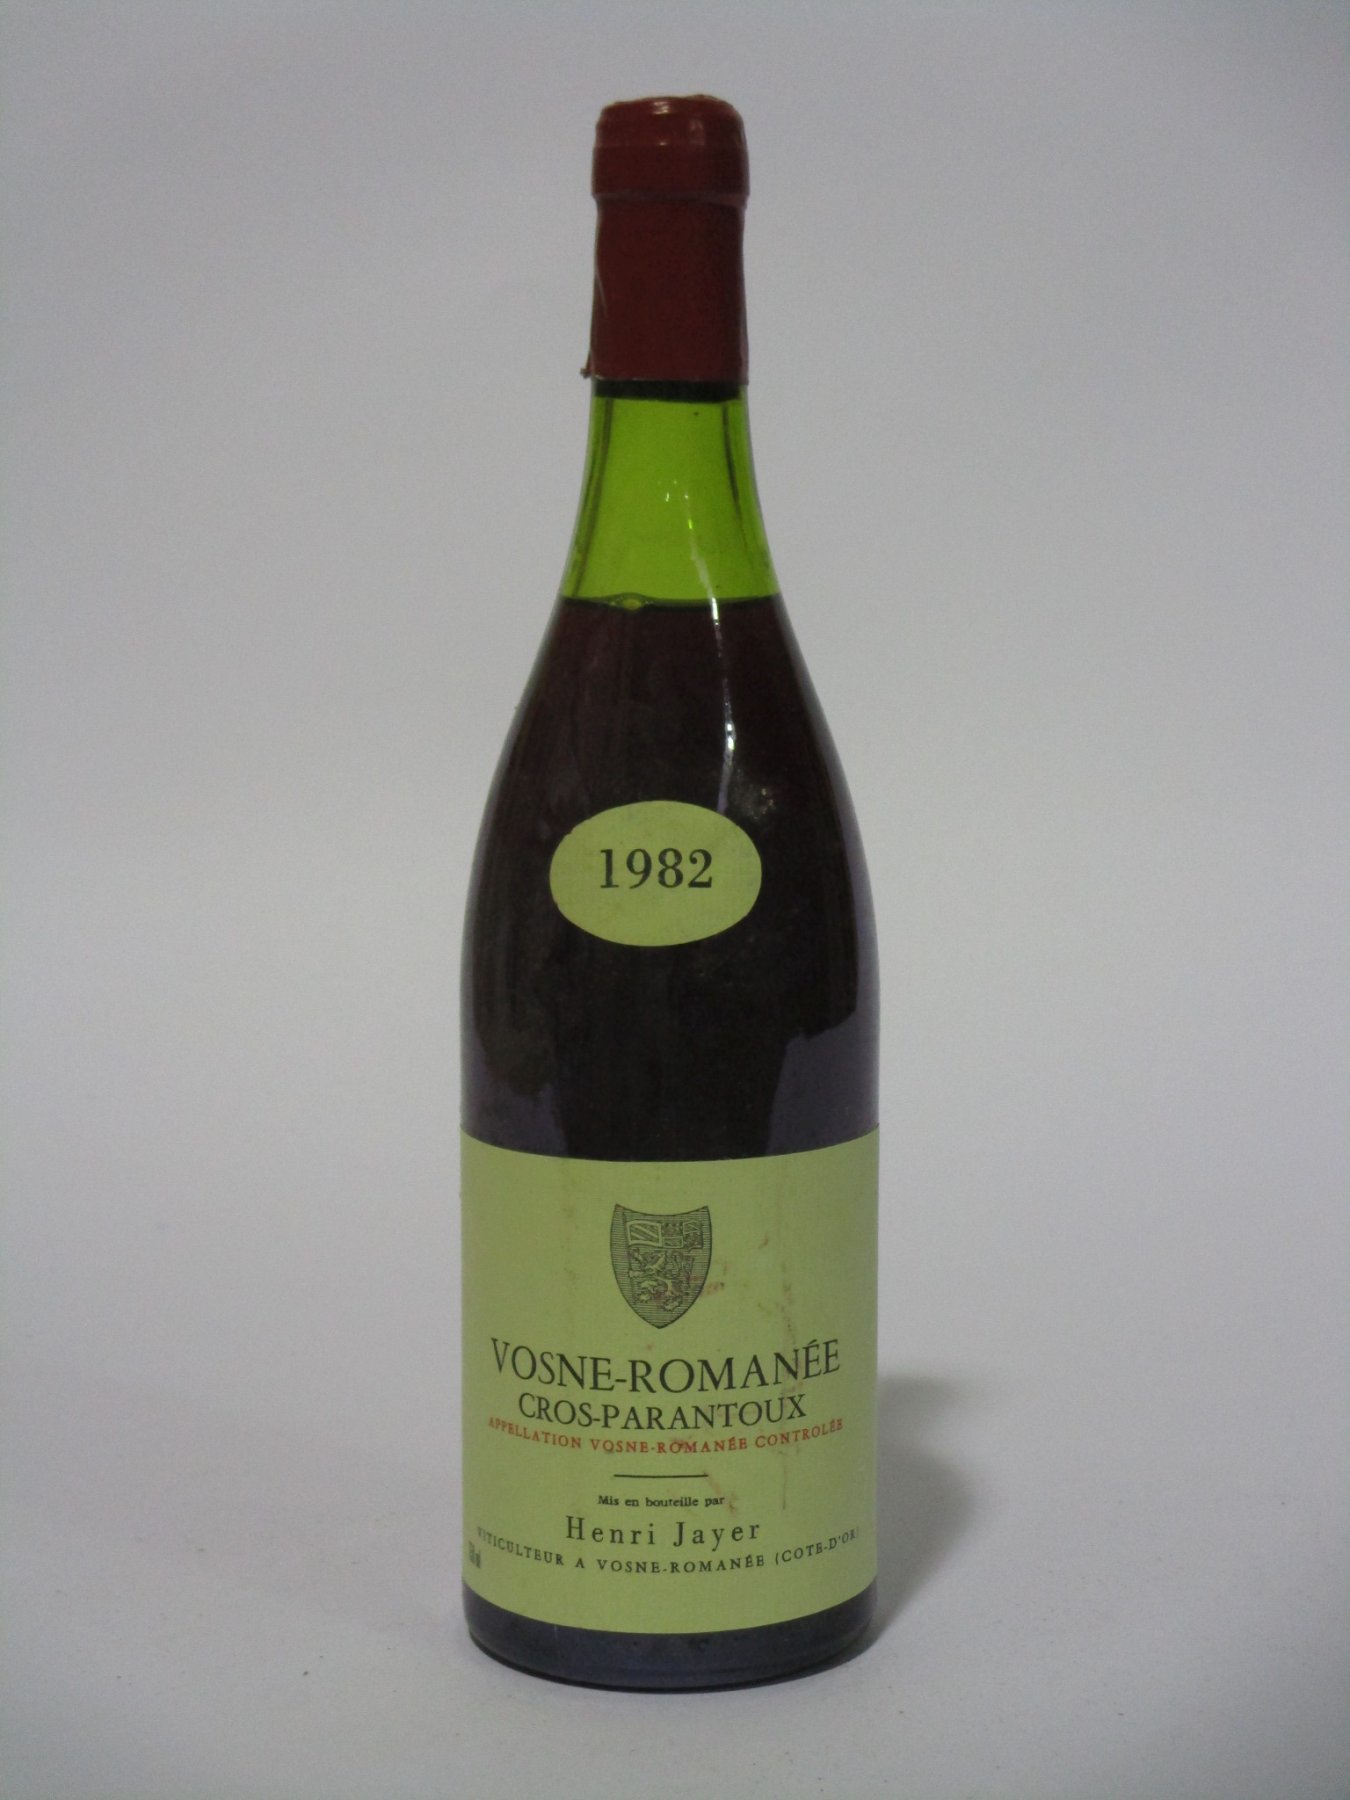 1982
VOSNE-ROMANÉE
CROS-PARANTOUX
APPELLATION VOSNE-ROMANÉE CONTROLÉE
Mis en bouteille par
Henri Jayer
VITICULTEUR A VOSNE-ROMANÉE (COTE-D'OR)